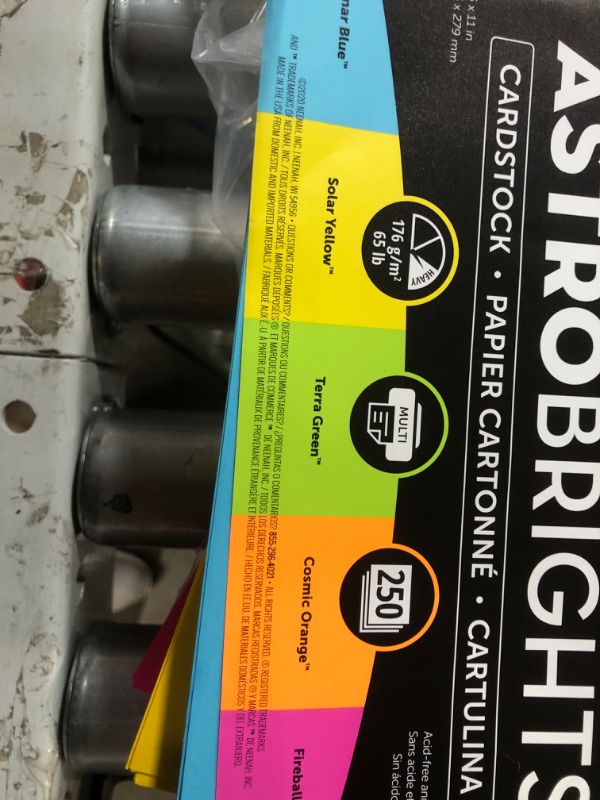 x 11 in
x 279 mm
ASTROBRIGHTS
CARDSTOCK • PAPIER CARTONNÉ • CARTULINA
HEAVY
176 g/m²
65 lb
MULTI
250
Acid-free an
Sans acide e
Sin ácido
nar Blue™
Solar Yellow™
Terra Green™
Cosmic Orange™
Fireball
©2020 NEENAH, INC. | NEENAH, WI 54956 • QUESTIONS OR COMMENTS? / QUESTIONS OU COMMENTAIRES? / ¿PREGUNTAS O COMENTARIOS? 855-296-4021 • ALL RIGHTS RESERVED. ® REGISTERED TRADEMARKS
AND ™ TRADEMARKS OF NEENAH, INC. / TOUS DROITS RÉSERVÉS. MARQUES DÉPOSÉES ® ET MARQUES DE COMMERCE ™ DE NEENAH, INC. / TODOS LOS DERECHOS RESERVADOS. MARCAS REGISTRADAS ® Y MARCAS ™ DE NEENAH, INC.
MADE IN THE USA FROM DOMESTIC AND IMPORTED MATERIALS. / FABRIQUÉ AUX É.-U. À PARTIR DE MATÉRIAUX DE PROVENANCE ÉTRANGÈRE ET INTÉRIEURE. / HECHO EN EE.UU. DE MATERIALES DOMÉSTICOS Y DEL EXTRANJERO.